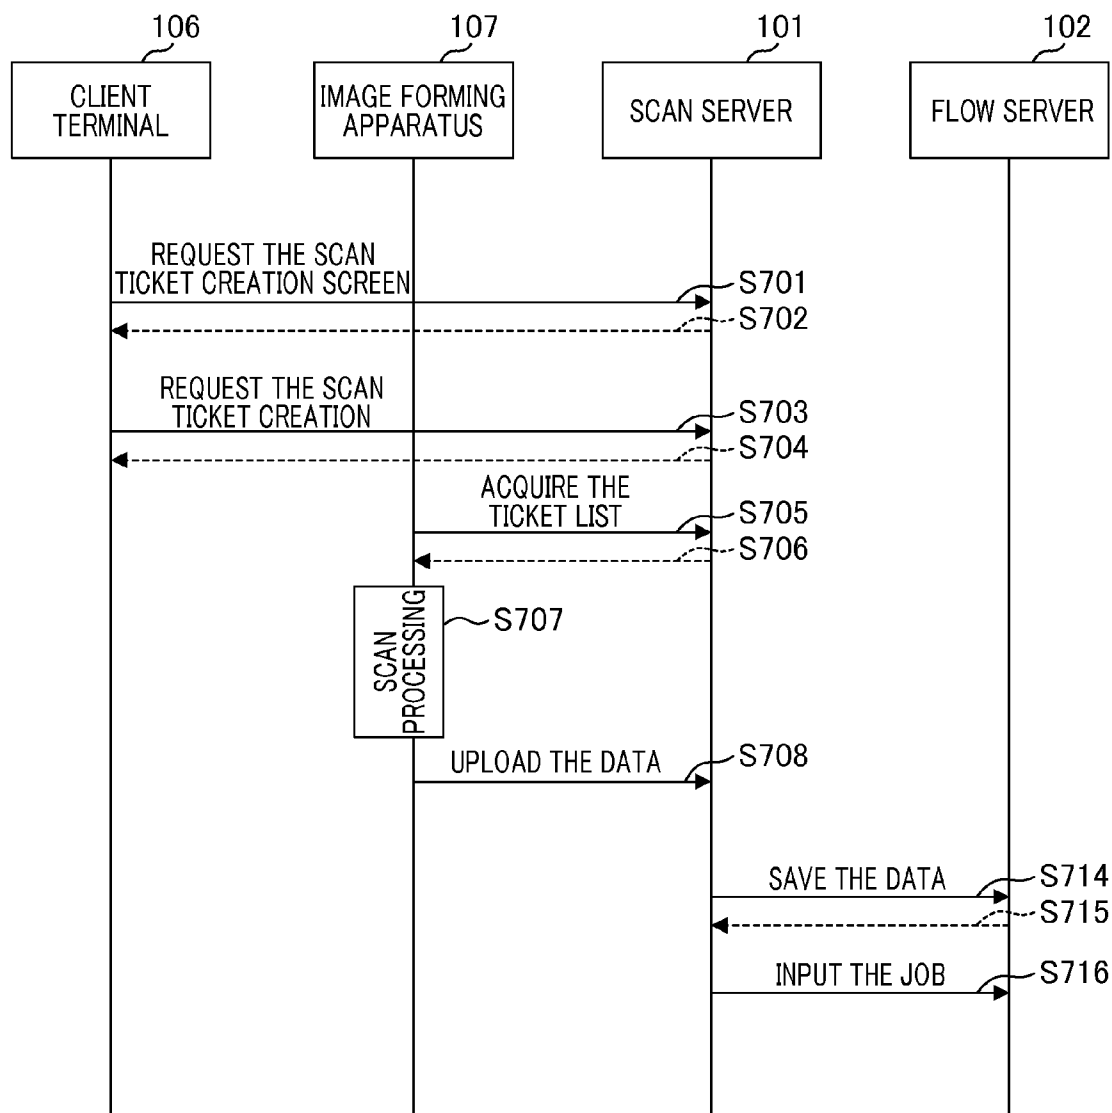 106
107
101
102
CLIENT
TERMINAL
IMAGE FORMING
APPARATUS
SCAN SERVER
FLOW SERVER
REQUEST THE SCAN
TICKET CREATION SCREEN
S701
S702
REQUEST THE SCAN
TICKET CREATION
S703
S704
ACQUIRE THE
TICKET LIST
S705
S706
SCAN
PROCESSING
S707
UPLOAD THE DATA
S708
SAVE THE DATA
S714
S715
INPUT THE JOB
S716